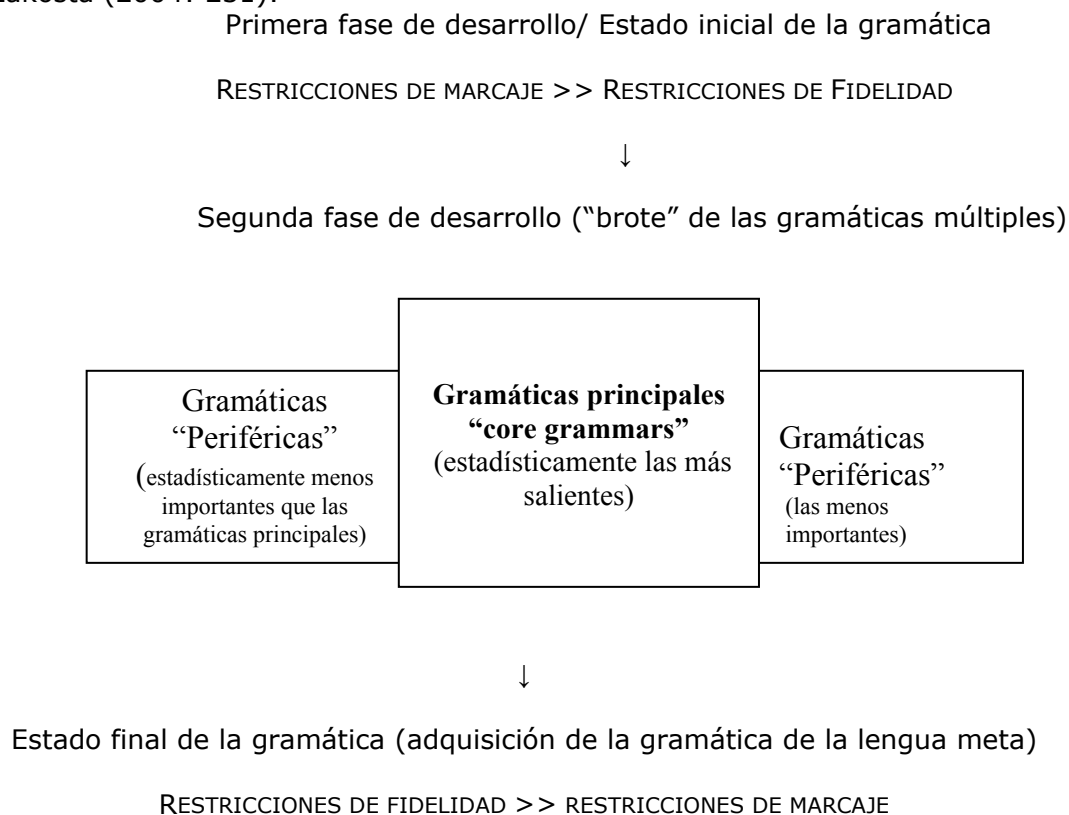 (2004: 231):
Primera fase de desarrollo/ Estado inicial de la gramática
RESTRICCIONES DE MARCAJE >> RESTRICCIONES DE FIDELIDAD
↓
Segunda fase de desarrollo (“brote” de las gramáticas múltiples)
Gramáticas
“Periféricas”
(estadísticamente menos
importantes que las
gramáticas principales)
Gramáticas principales
“core grammars”
(estadísticamente las más
salientes)
Gramáticas
“Periféricas”
(las menos
importantes)
↓
Estado final de la gramática (adquisición de la gramática de la lengua meta)
RESTRICCIONES DE FIDELIDAD >> RESTRICCIONES DE MARCAJE